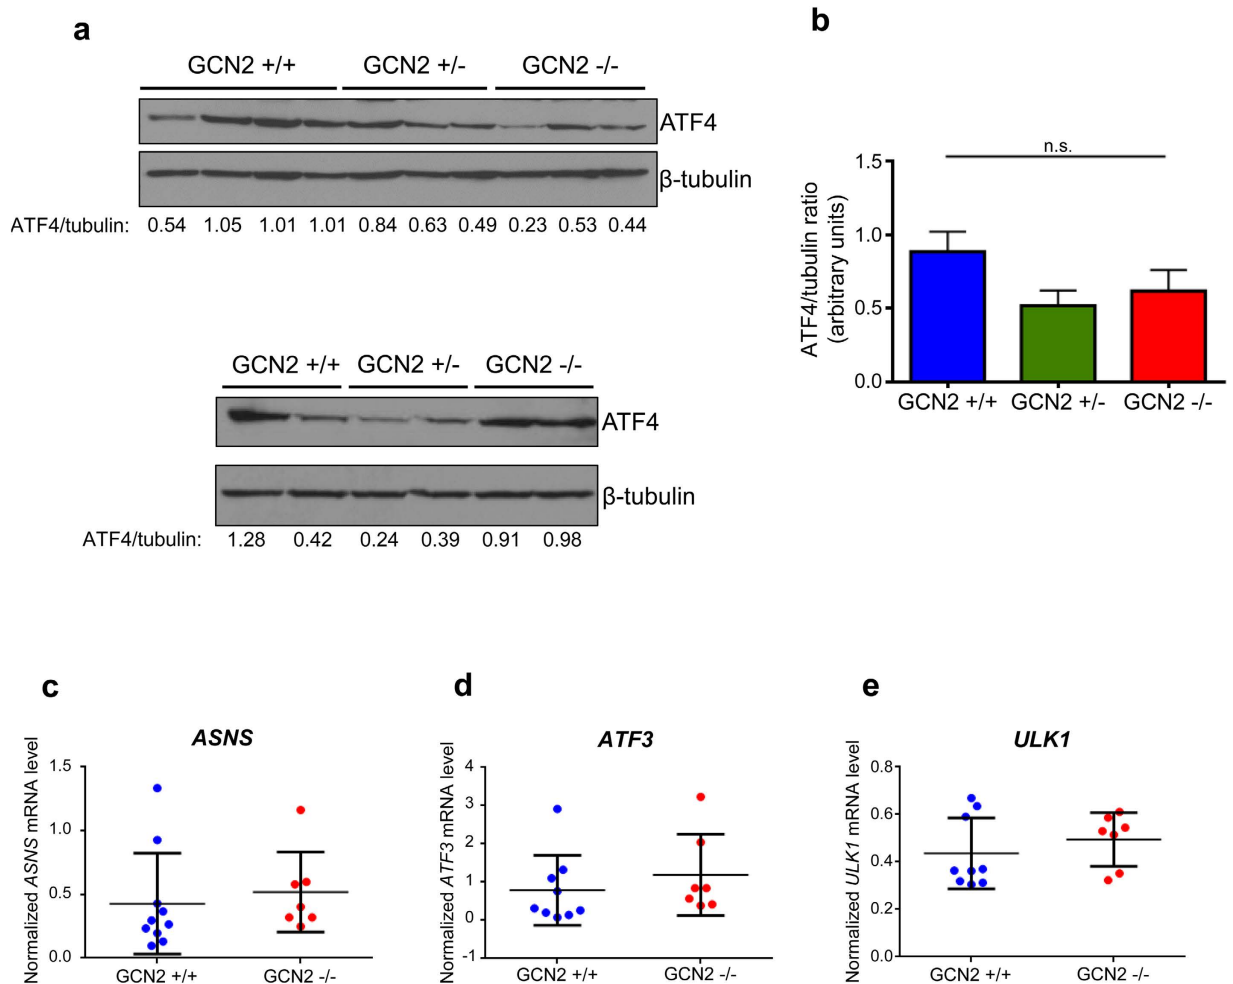 a
GCN2 +/+ GCN2 +/- GCN2 -/-
ATF4
β-tubulin
ATF4/tubulin: 0.54 1.05 1.01 1.01 0.84 0.63 0.49 0.23 0.53 0.44
GCN2 +/+ GCN2 +/- GCN2 -/-
ATF4
β-tubulin
ATF4/tubulin: 1.28 0.42 0.24 0.39 0.91 0.98
b
n.s.
ATF4/tubulin ratio
(arbitrary units)
1.5
1.0
0.5
0.0
GCN2 +/+ GCN2 +/- GCN2 -/-
c
ASNS
Normalized ASNS mRNA level
1.5
1.0
0.5
0.0
GCN2 +/+ GCN2 -/-
d
ATF3
Normalized ATF3 mRNA level
4
3
2
1
0
-1
GCN2 +/+ GCN2 -/-
e
ULK1
Normalized ULK1 mRNA level
0.8
0.6
0.4
0.2
0.0
GCN2 +/+ GCN2 -/-